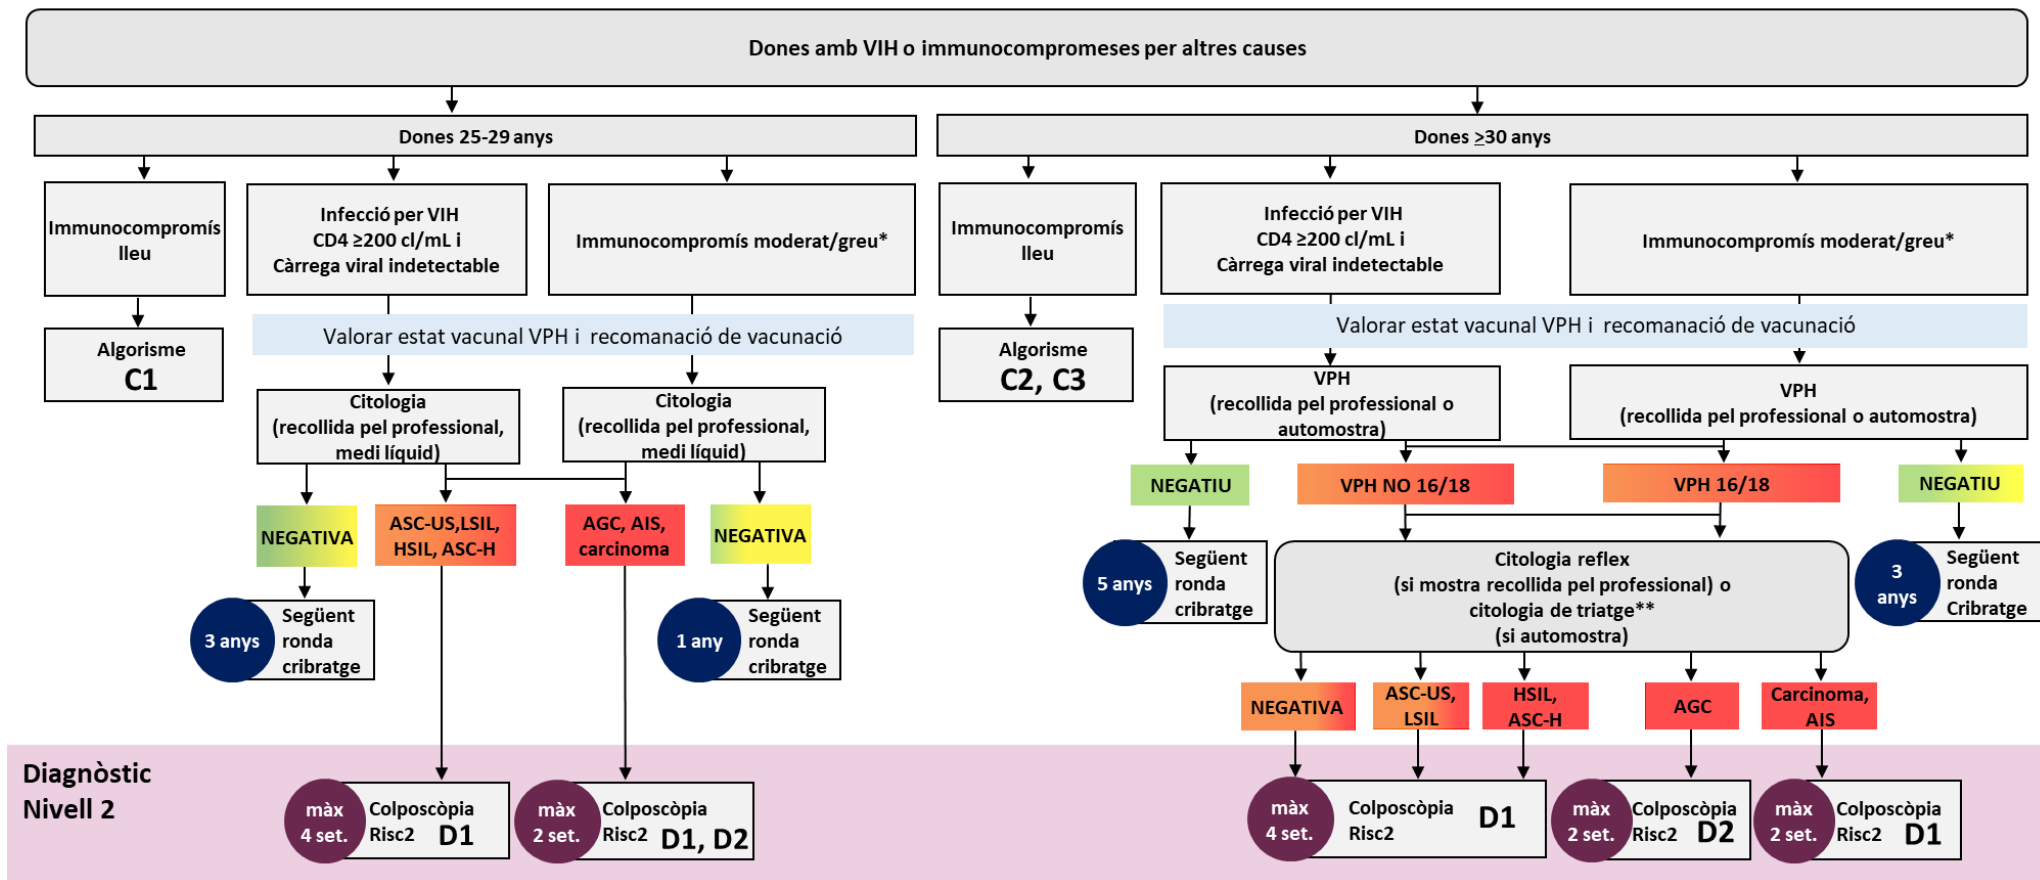 Dones amb VIH o immunocompromeses per altres causes
Dones 25-29 anys
Dones ≥30 anys
Immunocompromís
lleu
Infecció per VIH
CD4 ≥200 cl/mL i
Càrrega viral indetectable
Immunocompromís moderat/greu*
Immunocompromís
lleu
Infecció per VIH
CD4 ≥200 cl/mL i
Càrrega viral indetectable
Immunocompromís moderat/greu*
Valorar estat vacunal VPH i recomanació de vacunació
Valorar estat vacunal VPH i recomanació de vacunació
Algorisme
C1
Algorisme
C2, C3
Citologia
(recollida pel professional,
medi líquid)
Citologia
(recollida pel professional,
medi líquid)
VPH
(recollida pel professional o
automostra)
VPH
(recollida pel professional o automostra)
NEGATIVA
ASC-US,LSIL,
HSIL, ASC-H
AGC, AIS,
carcinoma
NEGATIVA
NEGATIU
VPH NO 16/18
VPH 16/18
NEGATIU
3 anys
Següent
ronda
cribratge
1 any
Següent
ronda
cribratge
5 anys
Següent
ronda
cribratge
Citologia reflex
(si mostra recollida pel professional) o
citologia de triatge**
(si automostra)
3
anys
Següent
ronda
Cribratge
NEGATIVA
ASC-US,
LSIL
HSIL,
ASC-H
AGC
Carcinoma,
AIS
Diagnòstic
Nivell 2
màx
4 set.
Colposcòpia
Risc2 D1
màx
2 set.
Colposcòpia
Risc2 D1, D2
màx
4 set.
Colposcòpia
Risc2 D1
màx
2 set.
Colposcòpia
Risc2 D2
màx
2 set.
Colposcòpia
Risc2 D1